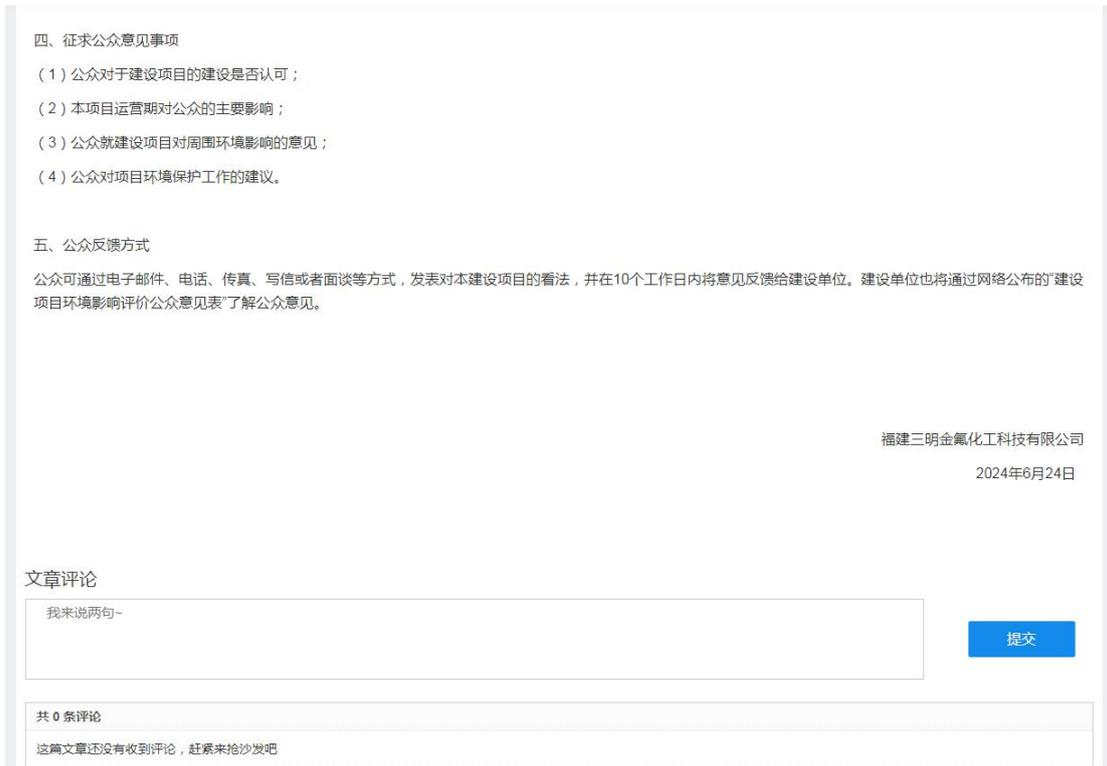 四、征求公众意见事项
（1）公众对于建设项目的建设是否认可；
（2）本项目运营期对公众的主要影响；
（3）公众就建设项目对周围环境影响的意见；
（4）公众对项目环境保护工作的建议。
五、公众反馈方式
公众可通过电子邮件、电话、传真、写信或者面谈等方式，发表对本建设项目的看法，并在10个工作日内将意见反馈给建设单位。建设单位也将通过网络公布的“建设
项目环境影响评价公众意见表”了解公众意见。
福建三明金氟化工科技有限公司
2024年6月24日
文章评论
我来说两句~
提交
共 0 条评论
这篇文章还没有收到评论，赶紧来抢沙发吧